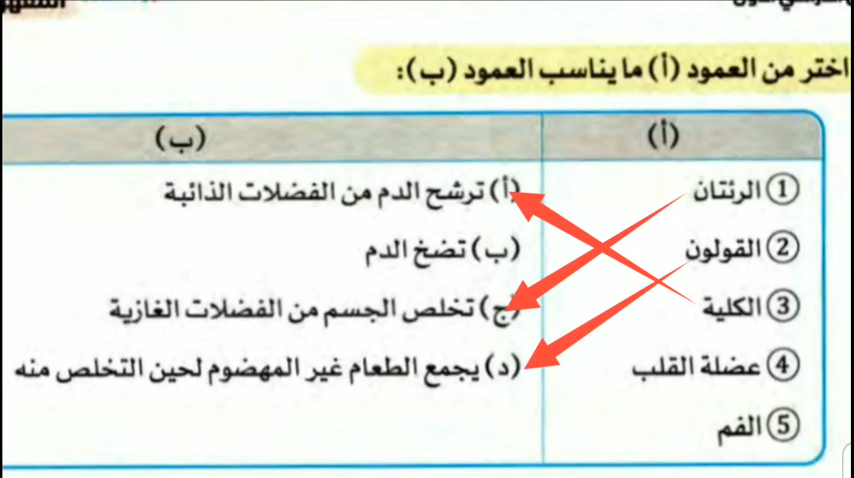 اختر من العمود (أ) ما يناسب العمود (ب):
(أ) (ب)
① الرئتان (أ) ترشح الدم من الفضلات الذائبة
② القولون (ب) تضخ الدم
③ الكلية (ج) تخلص الجسم من الفضلات الغازية
④ عضلة القلب (د) يجمع الطعام غير المهضوم لحين التخلص منه
⑤ الفم